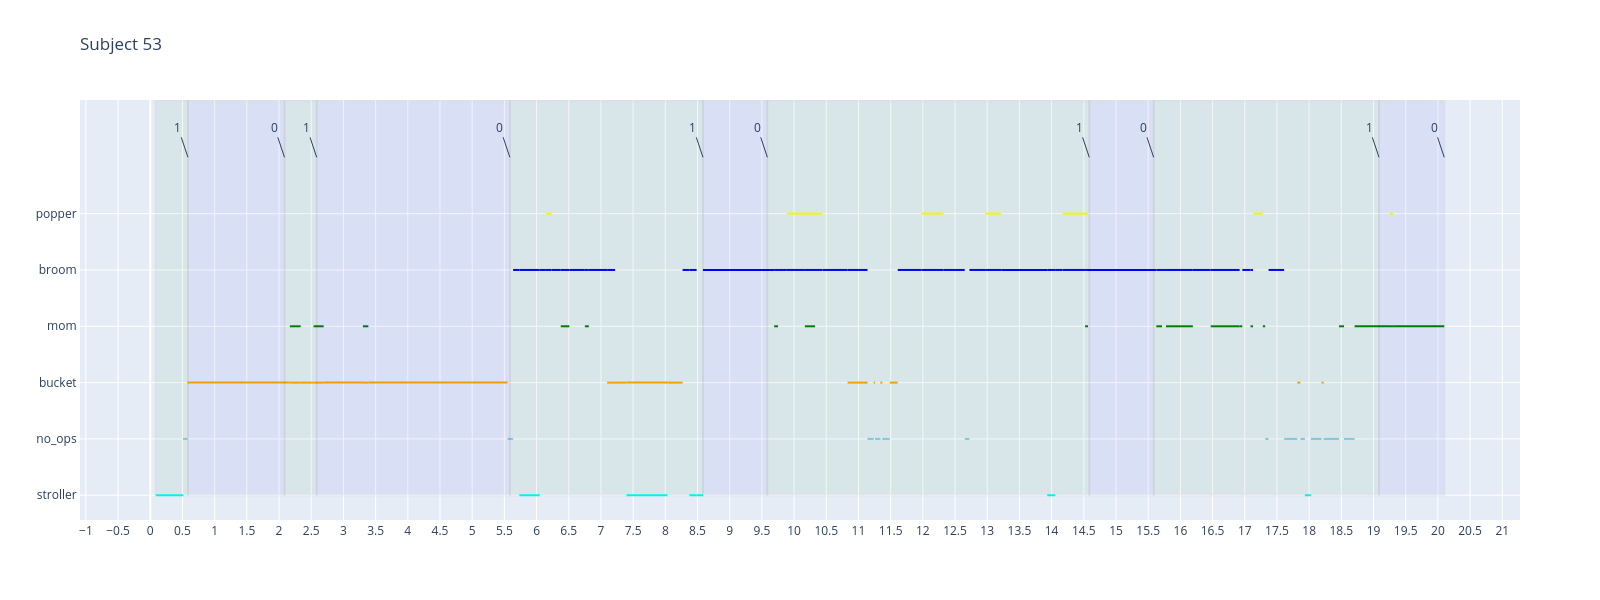 Subject 53
1 0 1 0 1 0 1 0 1 0
popper
broom
mom
bucket
no_ops
stroller
−1 −0.5 0 0.5 1 1.5 2 2.5 3 3.5 4 4.5 5 5.5 6 6.5 7 7.5 8 8.5 9 9.5 10 10.5 11 11.5 12 12.5 13 13.5 14 14.5 15 15.5 16 16.5 17 17.5 18 18.5 19 19.5 20 20.5 21